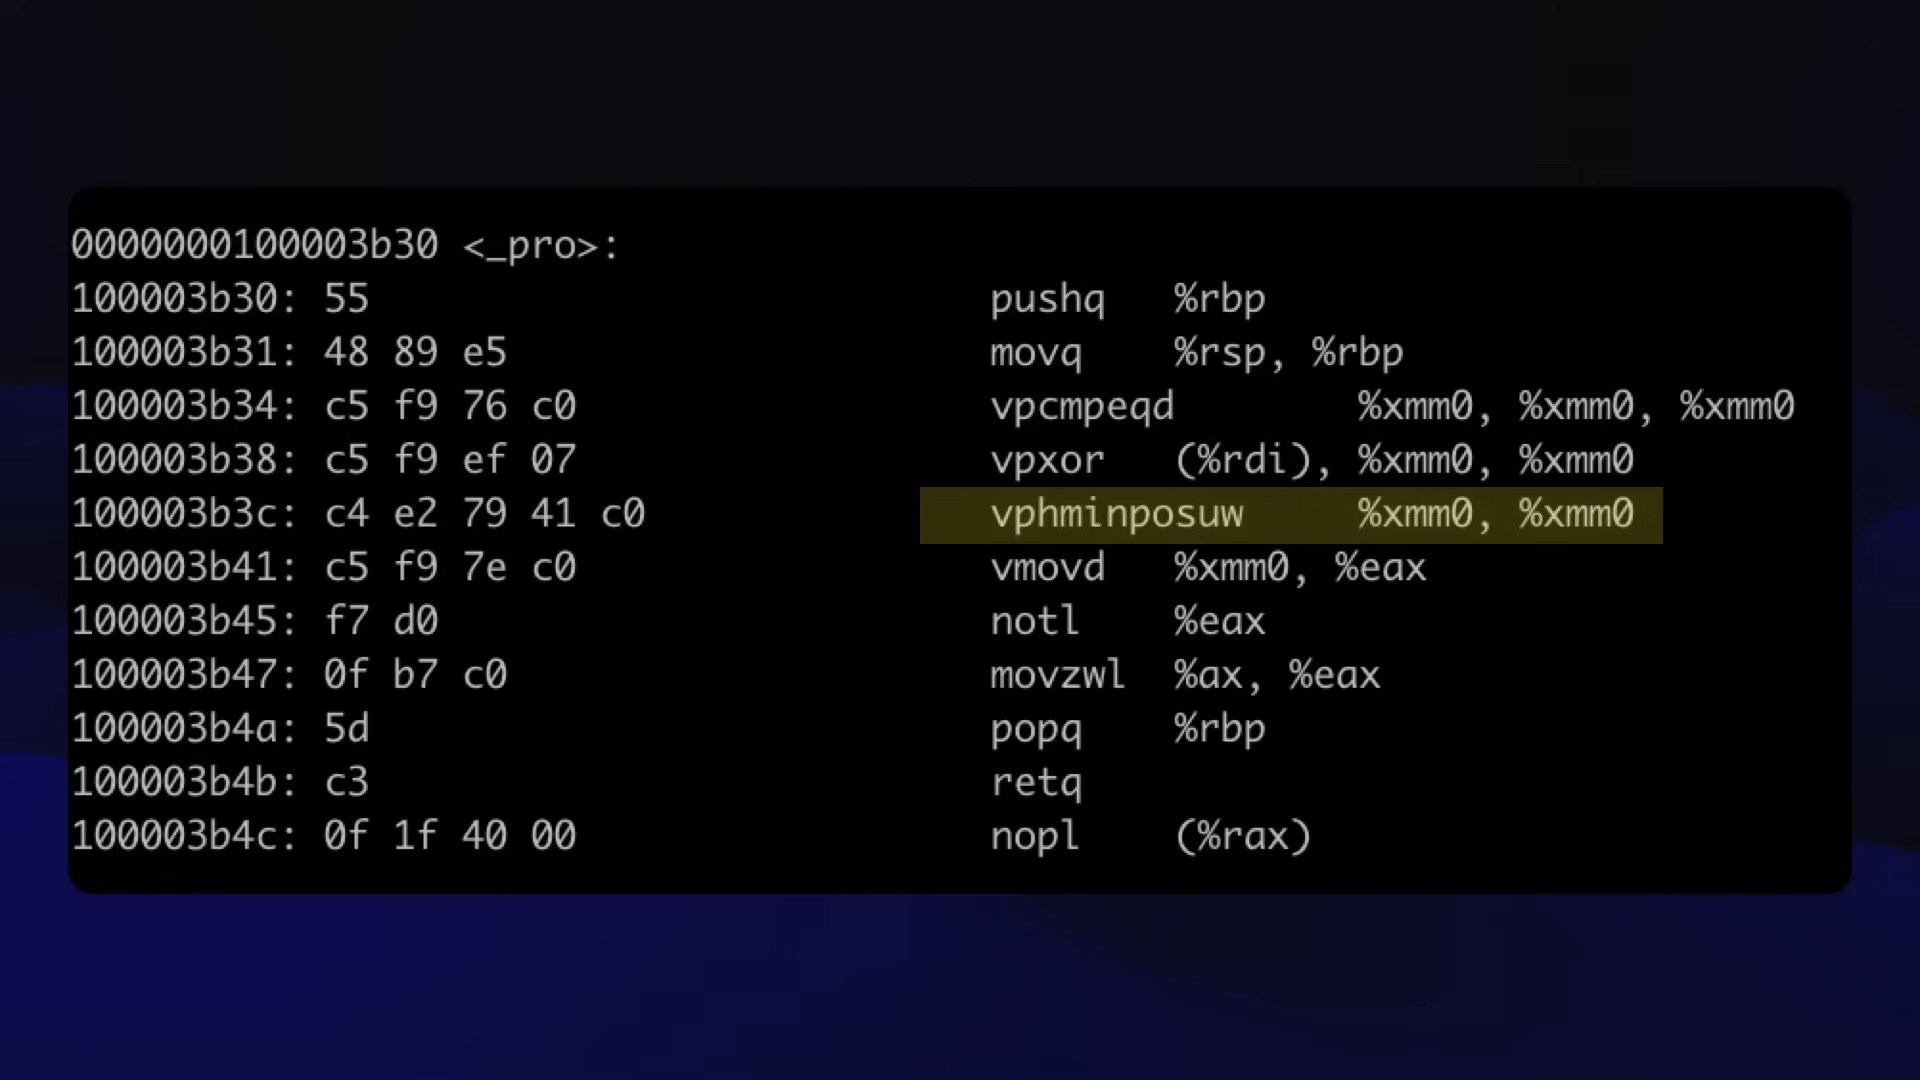 0000000100003b30 <_pro>:
100003b30: 55 pushq %rbp
100003b31: 48 89 e5 movq %rsp, %rbp
100003b34: c5 f9 76 c0 vpcmpeqd %xmm0, %xmm0, %xmm0
100003b38: c5 f9 ef 07 vpxor (%rdi), %xmm0, %xmm0
100003b3c: c4 e2 79 41 c0 vphminposuw %xmm0, %xmm0
100003b41: c5 f9 7e c0 vmovd %xmm0, %eax
100003b45: f7 d0 notl %eax
100003b47: 0f b7 c0 movzwl %ax, %eax
100003b4a: 5d popq %rbp
100003b4b: c3 retq
100003b4c: 0f 1f 40 00 nopl (%rax)